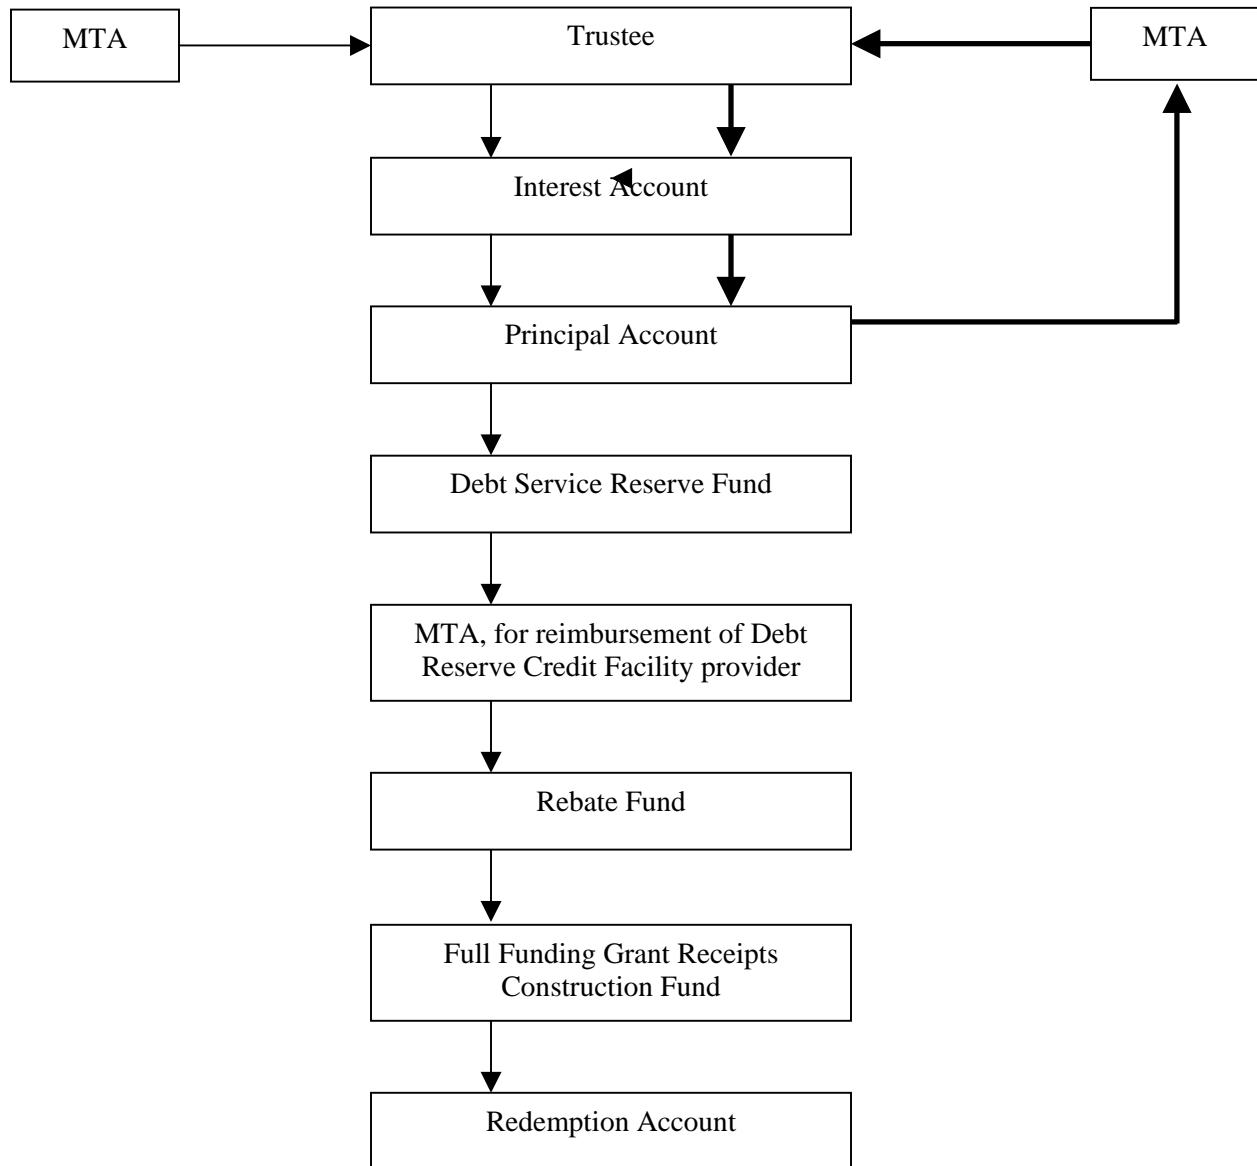 MTA
Trustee
MTA
Interest Account
Principal Account
Debt Service Reserve Fund
MTA, for reimbursement of Debt
Reserve Credit Facility provider
Rebate Fund
Full Funding Grant Receipts
Construction Fund
Redemption Account